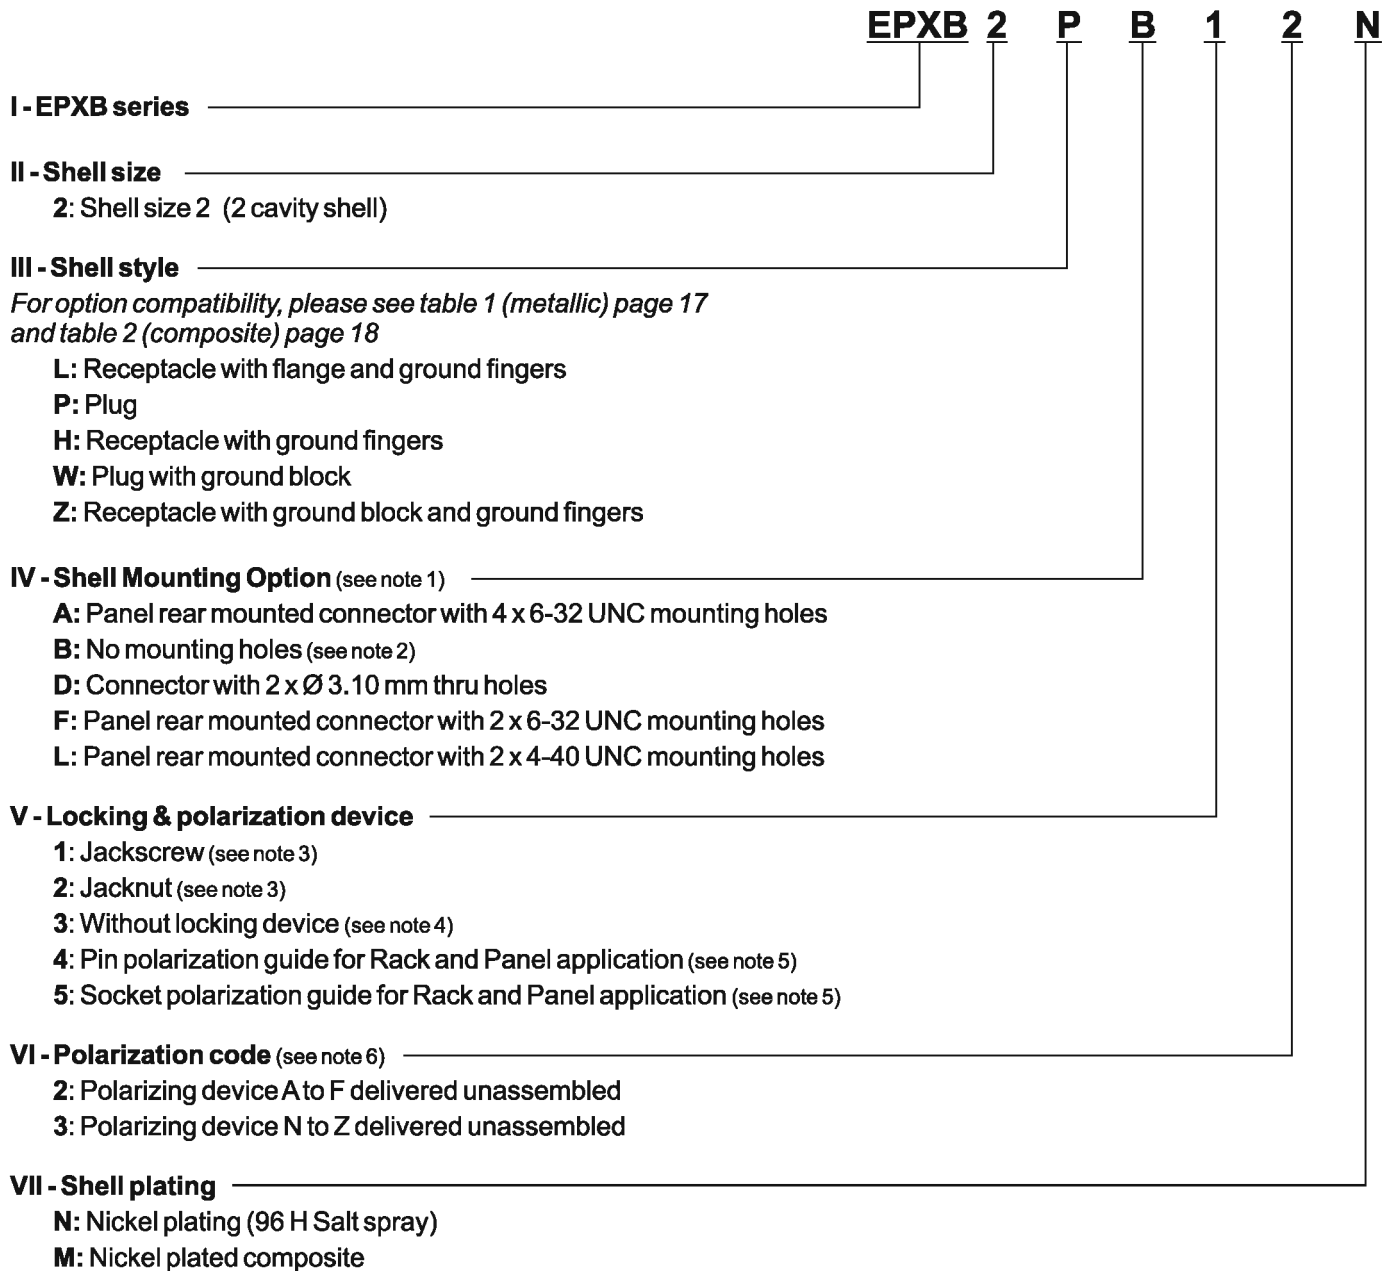 EPXB 2 P B 1 2 N
I - EPXB series
II - Shell size
2: Shell size 2 (2 cavity shell)
III - Shell style
For option compatibility, please see table 1 (metallic) page 17
and table 2 (composite) page 18
L: Receptacle with flange and ground fingers
P: Plug
H: Receptacle with ground fingers
W: Plug with ground block
Z: Receptacle with ground block and ground fingers
IV - Shell Mounting Option (see note 1)
A: Panel rear mounted connector with 4 x 6-32 UNC mounting holes
B: No mounting holes (see note 2)
D: Connector with 2 x Ø 3.10 mm thru holes
F: Panel rear mounted connector with 2 x 6-32 UNC mounting holes
L: Panel rear mounted connector with 2 x 4-40 UNC mounting holes
V - Locking & polarization device
1: Jackscrew (see note 3)
2: Jacknut (see note 3)
3: Without locking device (see note 4)
4: Pin polarization guide for Rack and Panel application (see note 5)
5: Socket polarization guide for Rack and Panel application (see note 5)
VI - Polarization code (see note 6)
2: Polarizing device A to F delivered unassembled
3: Polarizing device N to Z delivered unassembled
VII - Shell plating
N: Nickel plating (96 H Salt spray)
M: Nickel plated composite